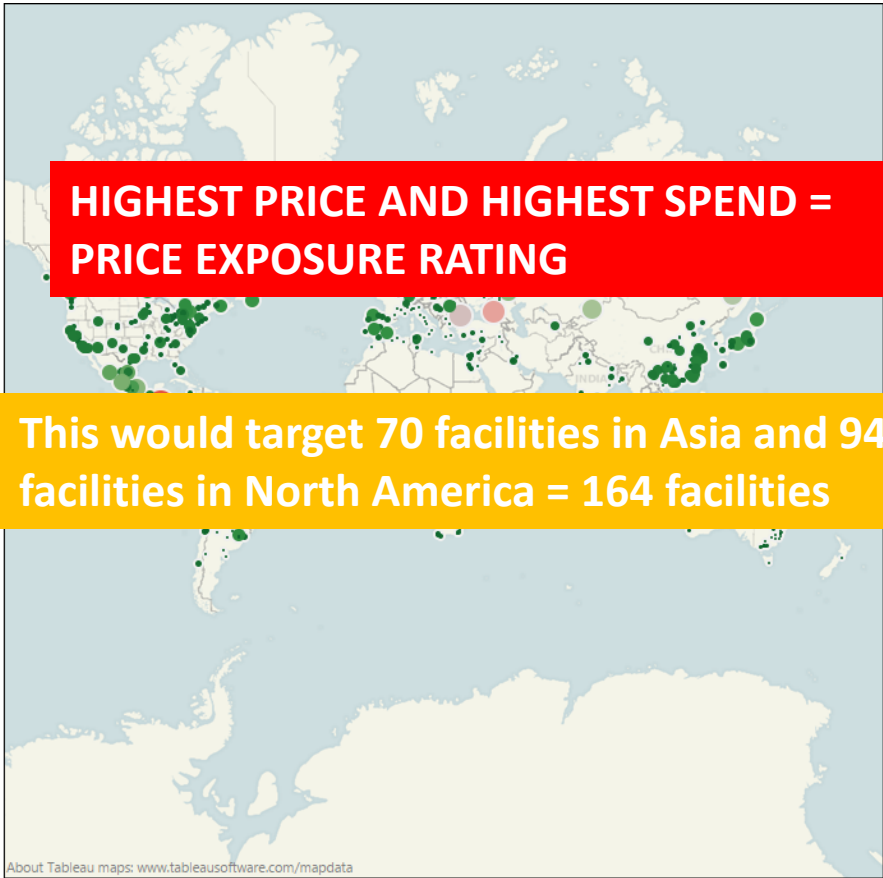 HIGHEST PRICE AND HIGHEST SPEND =
PRICE EXPOSURE RATING
INDIA
This would target 70 facilities in Asia and 94
facilities in North America = 164 facilities
About Tableau maps: www.tableausoftware.com/mapdata